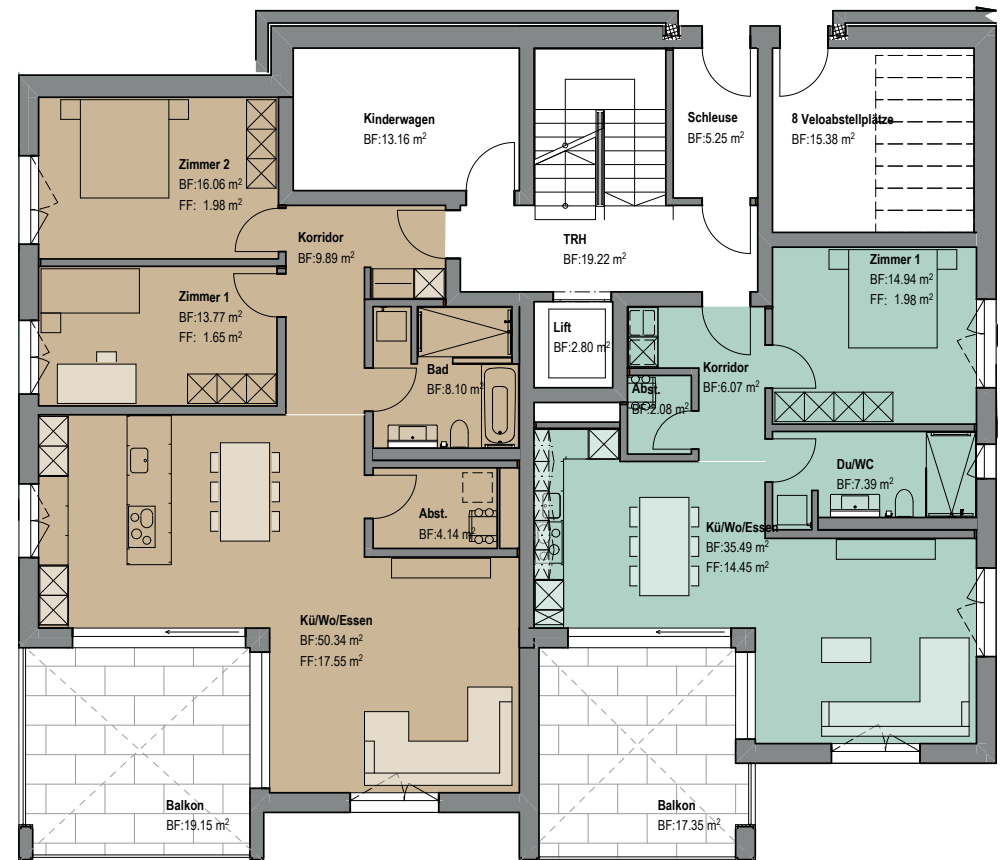 Kinderwagen
BF:13.16 m²
Schleuse
BF:5.25 m²
8 Veloabstellplätze
BF:15.38 m²
Zimmer 2
BF:16.06 m²
FF: 1.98 m²
Korridor
BF:9.89 m²
TRH
BF:19.22 m²
Zimmer 1
BF:14.94 m²
FF: 1.98 m²
Zimmer 1
BF:13.77 m²
FF: 1.65 m²
Lift
BF:2.80 m²
Bad
BF:8.10 m²
Korridor
BF:6.07 m²
Abst.
BF:2.08 m²
Du/WC
BF:7.39 m²
Abst.
BF:4.14 m²
Kü/Wo/Essen
BF:35.49 m²
FF:14.45 m²
Kü/Wo/Essen
BF:50.34 m²
FF:17.55 m²
Balkon
BF:19.15 m²
Balkon
BF:17.35 m²